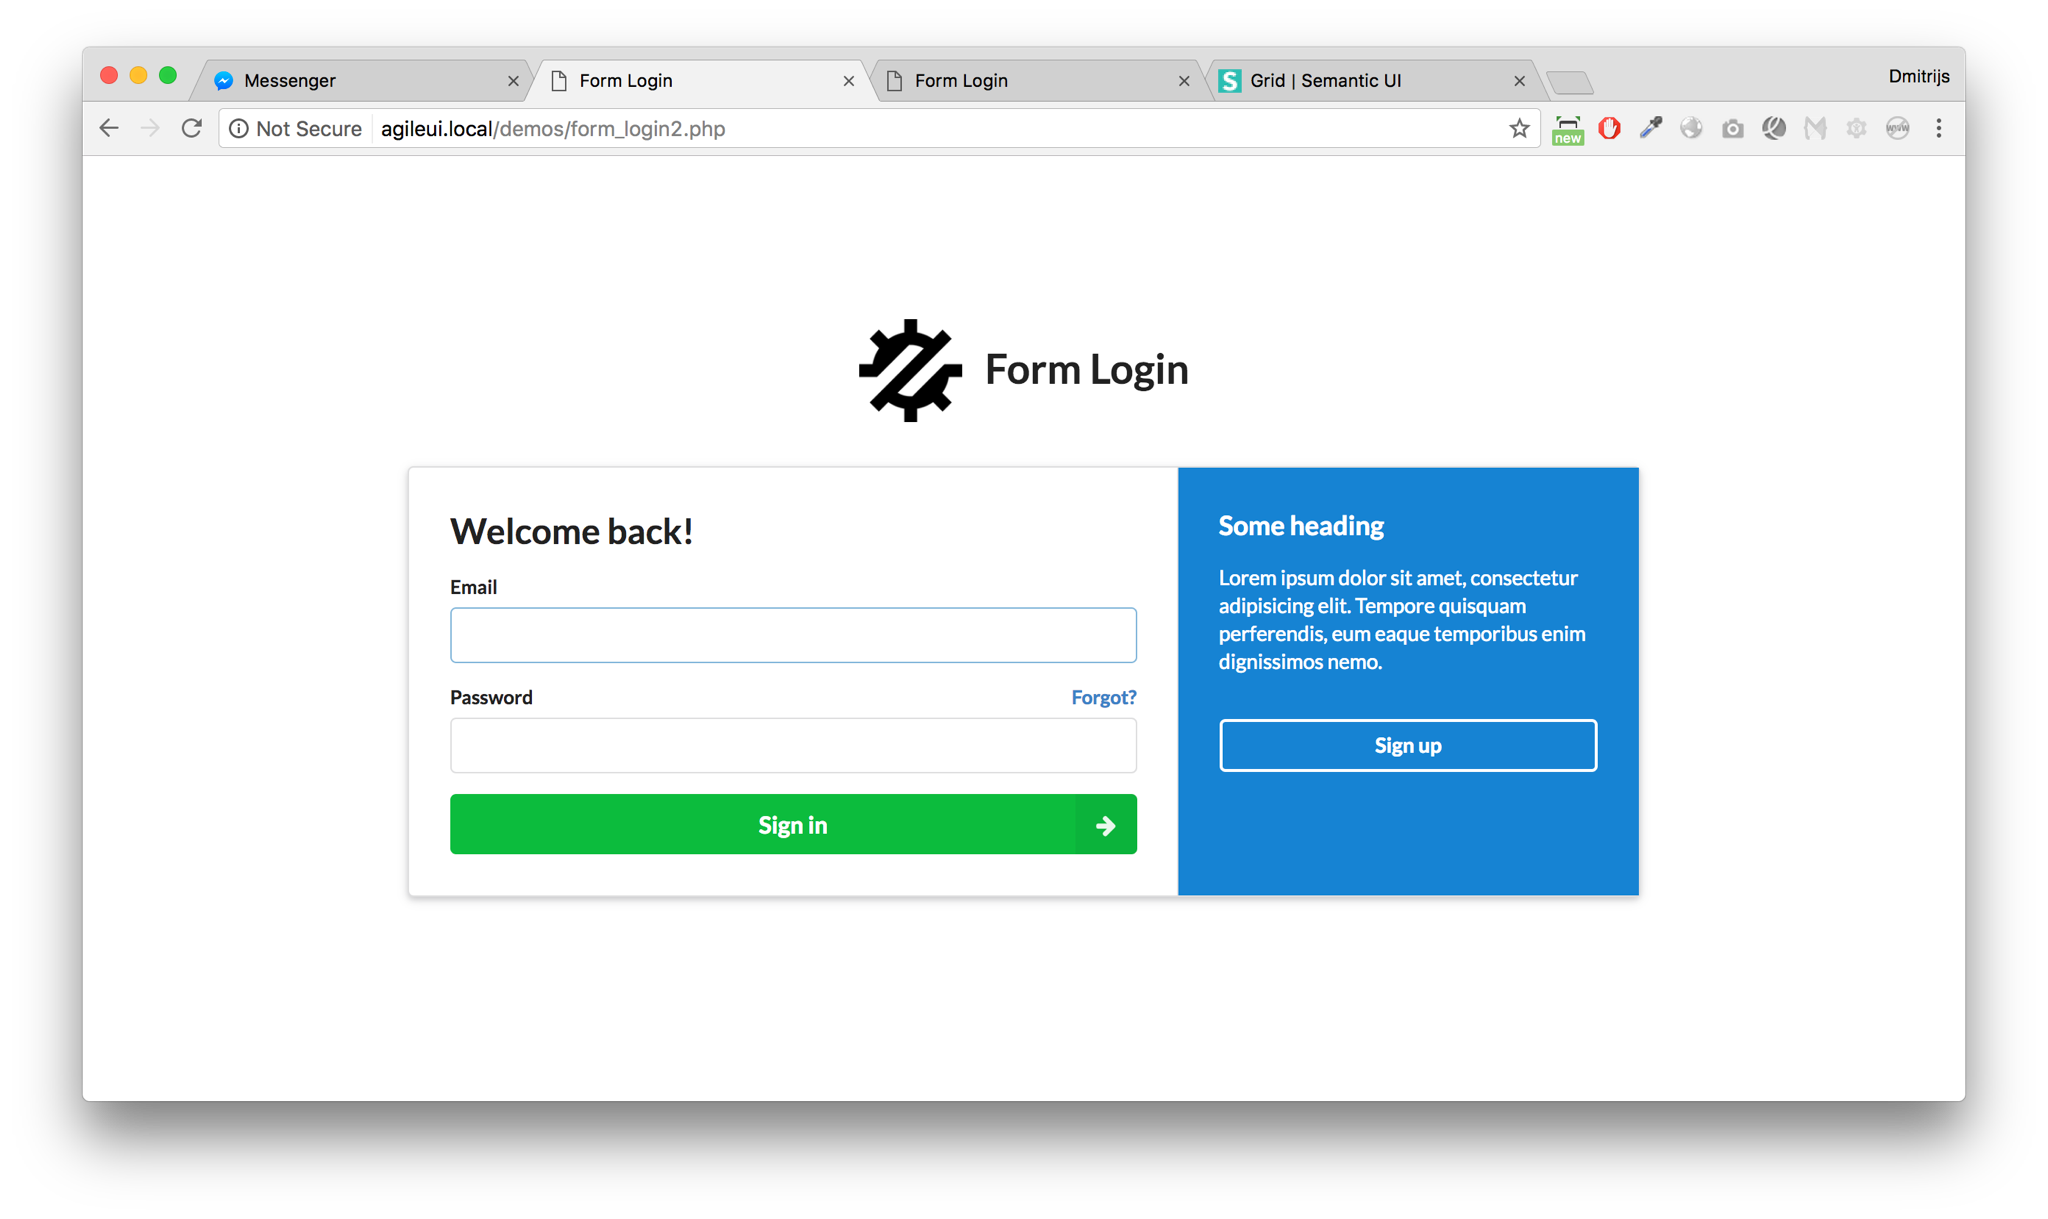 Messenger
Form Login
Form Login
Grid | Semantic UI
Dmitrijs
Not Secure
agileui.local/demos/form_login2.php
new
www
Form Login
Welcome back!
Email
Password
Forgot?
Sign in
Some heading
Lorem ipsum dolor sit amet, consectetur
adipisicing elit. Tempore quisquam
perferendis, eum eaque temporibus enim
dignissimos nemo.
Sign up